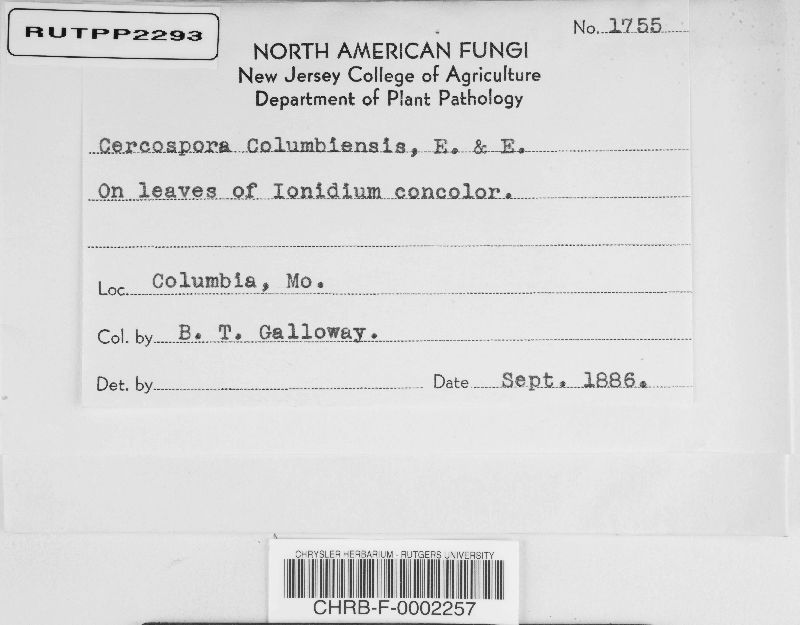 RUTPP2293
No. 1755
NORTH AMERICAN FUNGI
New Jersey College of Agriculture
Department of Plant Pathology
Cercospora Columbiensis, E. & E.
On leaves of Ionidium concolor.
Loc. Columbia, Mo.
Col. by B. T. Galloway.
Det. by Date Sept. 1886.
CHRYSLER HERBARIUM - RUTGERS UNIVERSITY
CHRB-F-0002257